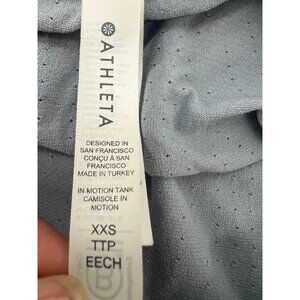 ATHLETA
DESIGNED IN
SAN FRANCISCO
CONÇU À SAN
FRANCISCO
MADE IN TURKEY
IN MOTION TANK
CAMISOLE IN
MOTION
XXS
TTP
EECH